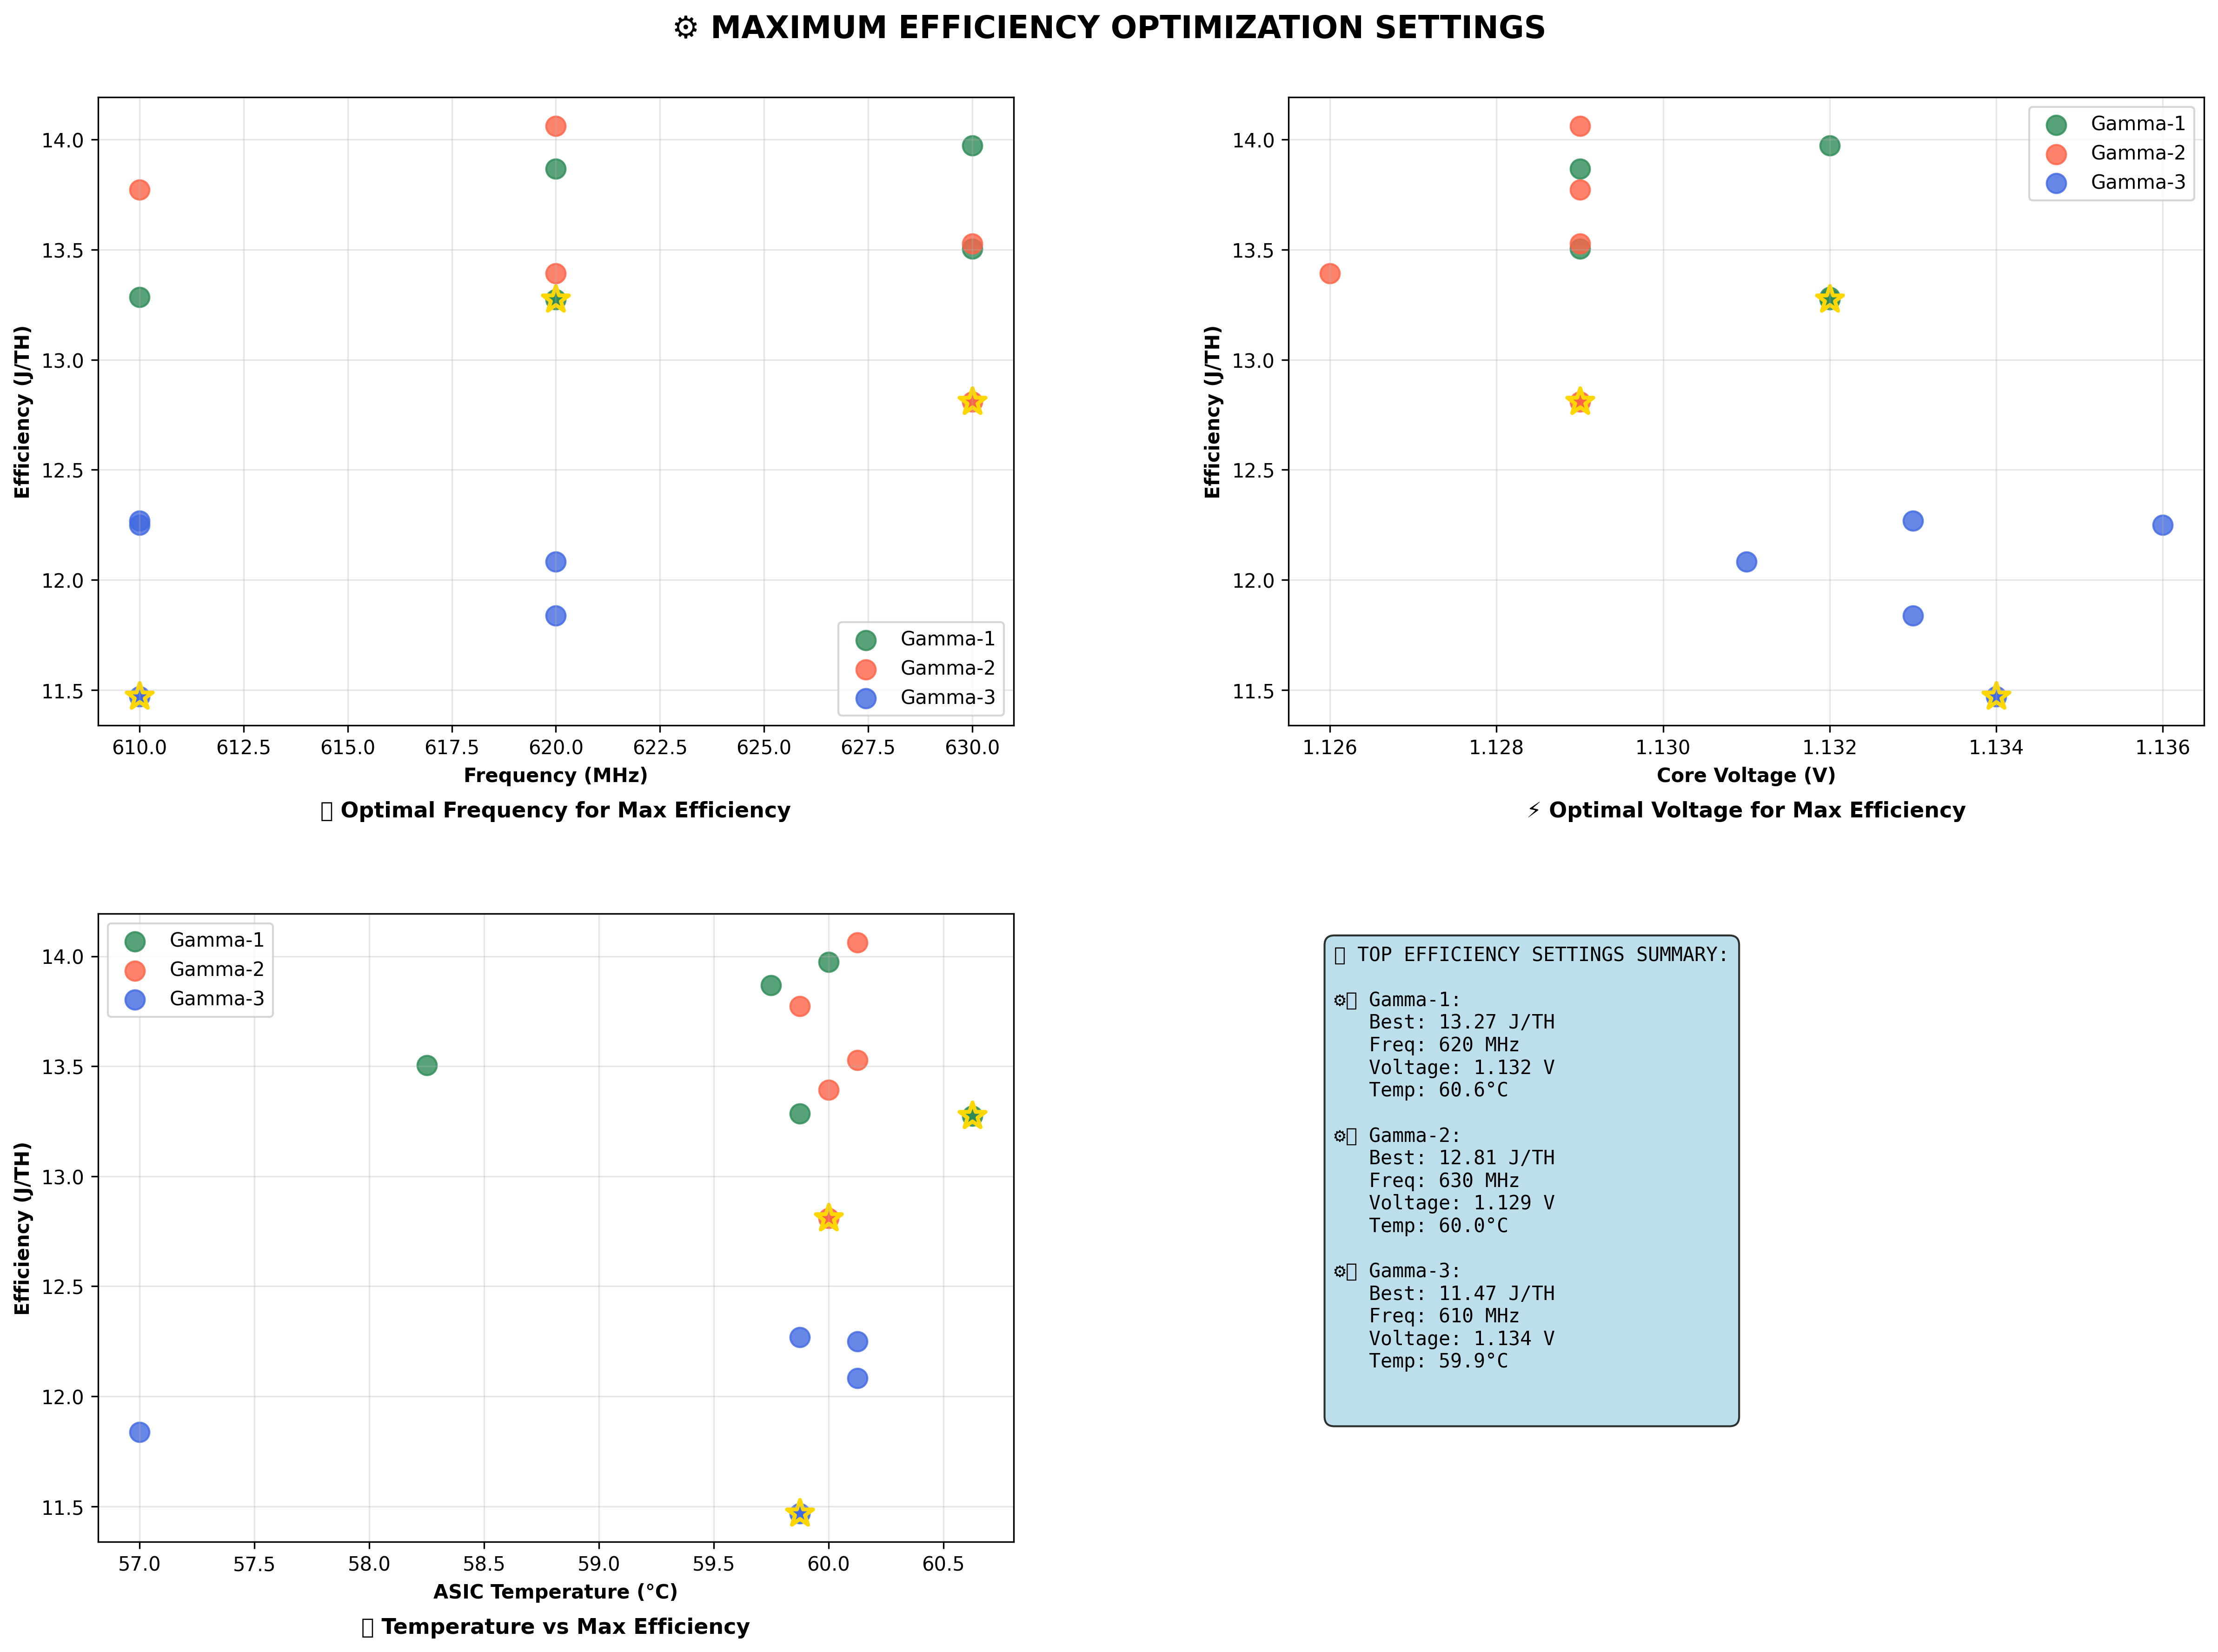 ⚙ MAXIMUM EFFICIENCY OPTIMIZATION SETTINGS
14.0
13.5
13.0
12.5
12.0
11.5
Efficiency (J/TH)
Gamma-1
Gamma-2
Gamma-3
610.0 612.5 615.0 617.5 620.0 622.5 625.0 627.5 630.0
Frequency (MHz)
▯ Optimal Frequency for Max Efficiency
14.0
13.5
13.0
12.5
12.0
11.5
Efficiency (J/TH)
Gamma-1
Gamma-2
Gamma-3
1.126 1.128 1.130 1.132 1.134 1.136
Core Voltage (V)
⚡ Optimal Voltage for Max Efficiency
14.0
13.5
13.0
12.5
12.0
11.5
Efficiency (J/TH)
Gamma-1
Gamma-2
Gamma-3
57.0 57.5 58.0 58.5 59.0 59.5 60.0 60.5
ASIC Temperature (°C)
▯ Temperature vs Max Efficiency
▯ TOP EFFICIENCY SETTINGS SUMMARY:
⚙▯ Gamma-1:
Best: 13.27 J/TH
Freq: 620 MHz
Voltage: 1.132 V
Temp: 60.6°C
⚙▯ Gamma-2:
Best: 12.81 J/TH
Freq: 630 MHz
Voltage: 1.129 V
Temp: 60.0°C
⚙▯ Gamma-3:
Best: 11.47 J/TH
Freq: 610 MHz
Voltage: 1.134 V
Temp: 59.9°C